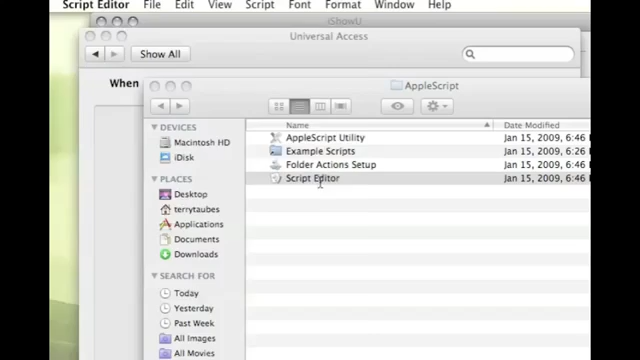 Script Editor File Edit View Script Font Format Window Help
iShowU
Universal Access
Show All
When
AppleScript
Name Date Modified
DEVICES
Macintosh HD
iDisk
PLACES
Desktop
terrytaubes
Applications
Documents
Downloads
SEARCH FOR
Today
Yesterday
Past Week
All Images
All Movies
AppleScript Utility Jan 15, 2009, 6:46
Example Scripts Jan 15, 2009, 6:26
Folder Actions Setup Jan 15, 2009, 6:46
Script Editor Jan 15, 2009, 6:46